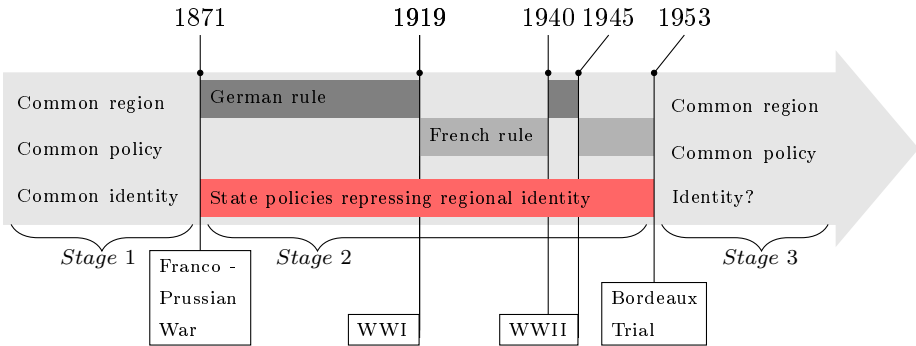 1871 1919 1940 1945 1953
German rule
Common region
Common region
French rule
Common policy
Common policy
Common identity
State policies repressing regional identity
Identity?
Stage 1
Stage 2
Stage 3
Franco -
Prussian
War
WWI
WWII
Bordeaux
Trial